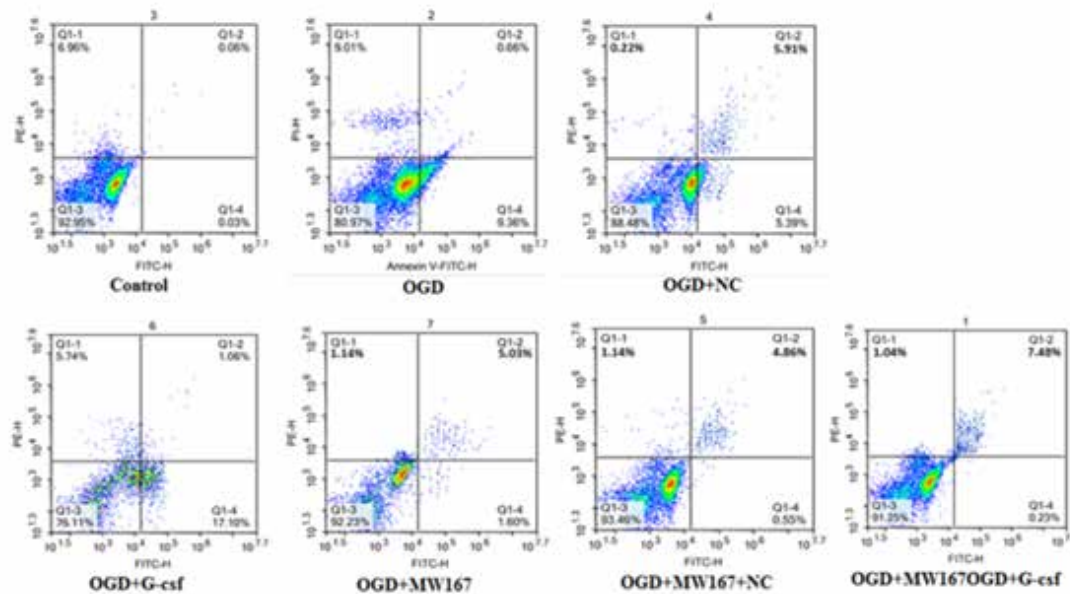 3
Q1-1
6.96%
Q1-2
0.06%
Q1-3
92.95%
Q1-4
0.03%
PE-H
FITC-H
Control
2
Q1-1
9.01%
Q1-2
0.66%
Q1-3
80.97%
Q1-4
9.36%
Annexin V-FITC-H
OGD
4
Q1-1
0.22%
Q1-2
5.91%
Q1-3
88.48%
Q1-4
5.39%
PE-H
FITC-H
OGD+NC
6
Q1-1
5.74%
Q1-2
1.06%
Q1-3
76.11%
Q1-4
17.10%
PE-H
FITC-H
OGD+G-csf
7
Q1-1
1.14%
Q1-2
5.03%
Q1-3
92.23%
Q1-4
1.60%
PE-H
FITC-H
OGD+MW167
5
Q1-1
1.14%
Q1-2
4.86%
Q1-3
93.46%
Q1-4
0.55%
PE-H
FITC-H
OGD+MW167+NC
1
Q1-1
1.04%
Q1-2
7.48%
Q1-3
91.25%
Q1-4
0.23%
PE-H
FITC-H
OGD+MW167OGD+G-csf